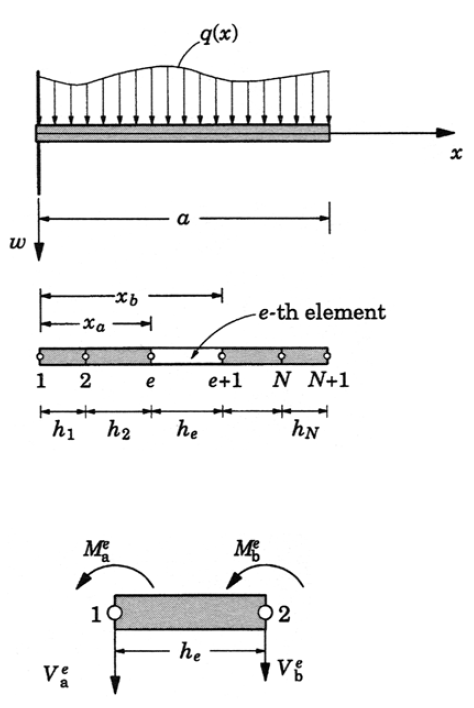 q(x)
x
a
w
x_b
x_a
e-th element
1 2 e e+1 N N+1
h_1 h_2 h_e h_N
M_a^e M_b^e
1 2
h_e
V_a^e V_b^e